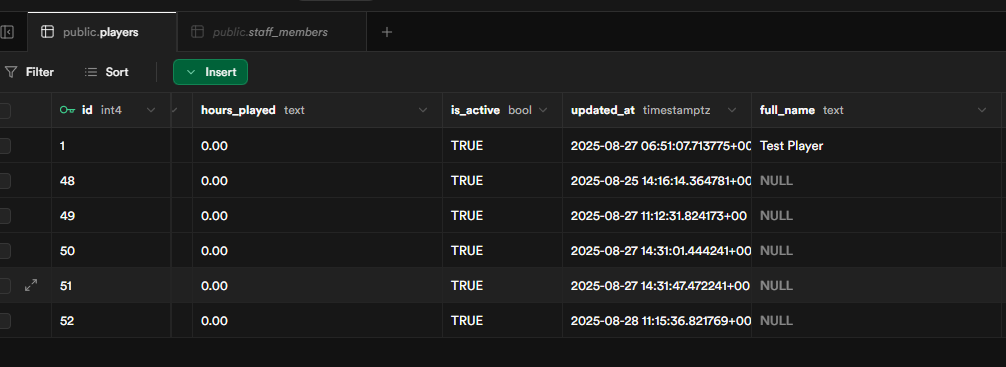 public.players public.staff_members
Filter Sort Insert
id int4 hours_played text is_active bool updated_at timestamptz full_name text
1 0.00 TRUE 2025-08-27 06:51:07.713775+00 Test Player
48 0.00 TRUE 2025-08-25 14:16:14.364781+00 NULL
49 0.00 TRUE 2025-08-27 11:12:31.824173+00 NULL
50 0.00 TRUE 2025-08-27 14:31:01.444241+00 NULL
51 0.00 TRUE 2025-08-27 14:31:47.472241+00 NULL
52 0.00 TRUE 2025-08-28 11:15:36.821769+00 NULL